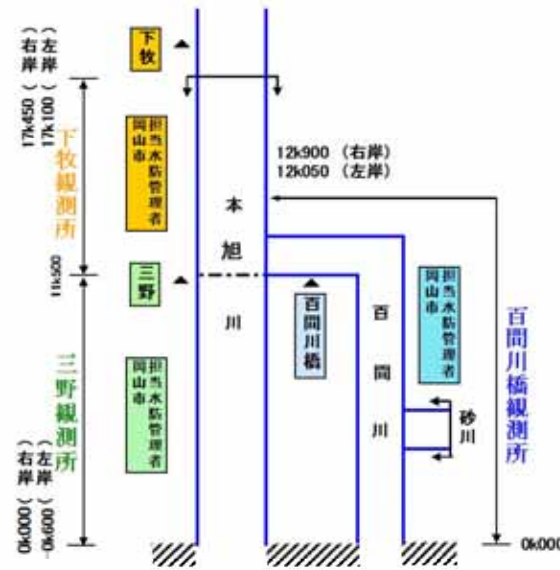 下牧
17k450（右岸）
17k100（左岸）
下牧観測所
担当水防管理者
岡山市
12k900（右岸）
12k050（左岸）
本
旭
川
11k500
三野
百間川橋
百間川
担当水防管理者
岡山市
百間川橋観測所
三野観測所
担当水防管理者
岡山市
砂川
0k000（右岸）
-0k600（左岸）
0k000